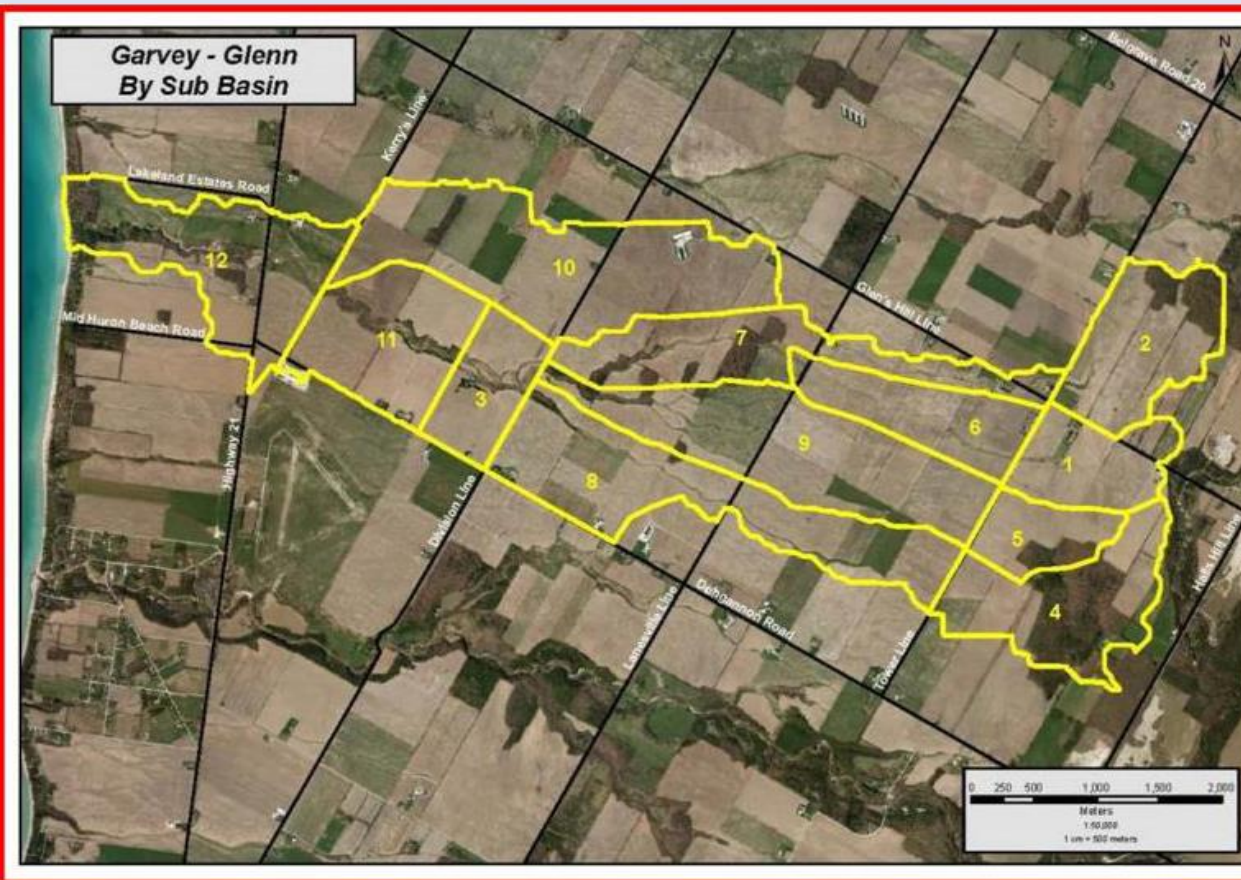 Garvey - Glenn
By Sub Basin
N
Belgrave Road 20
Kerry's Line
Lakeland Estates Road
12
10
2
Glen's Hill Line
Mid Huron Beach Road
7
11
3
6
9
1
Highway 21
8
Division Line
5
Halls Hill Line
4
Lanesville Line
Dungannon Road
Tower Line
0 250 500 1,000 1,500 2,000
Meters
1:50,000
1 cm = 500 meters